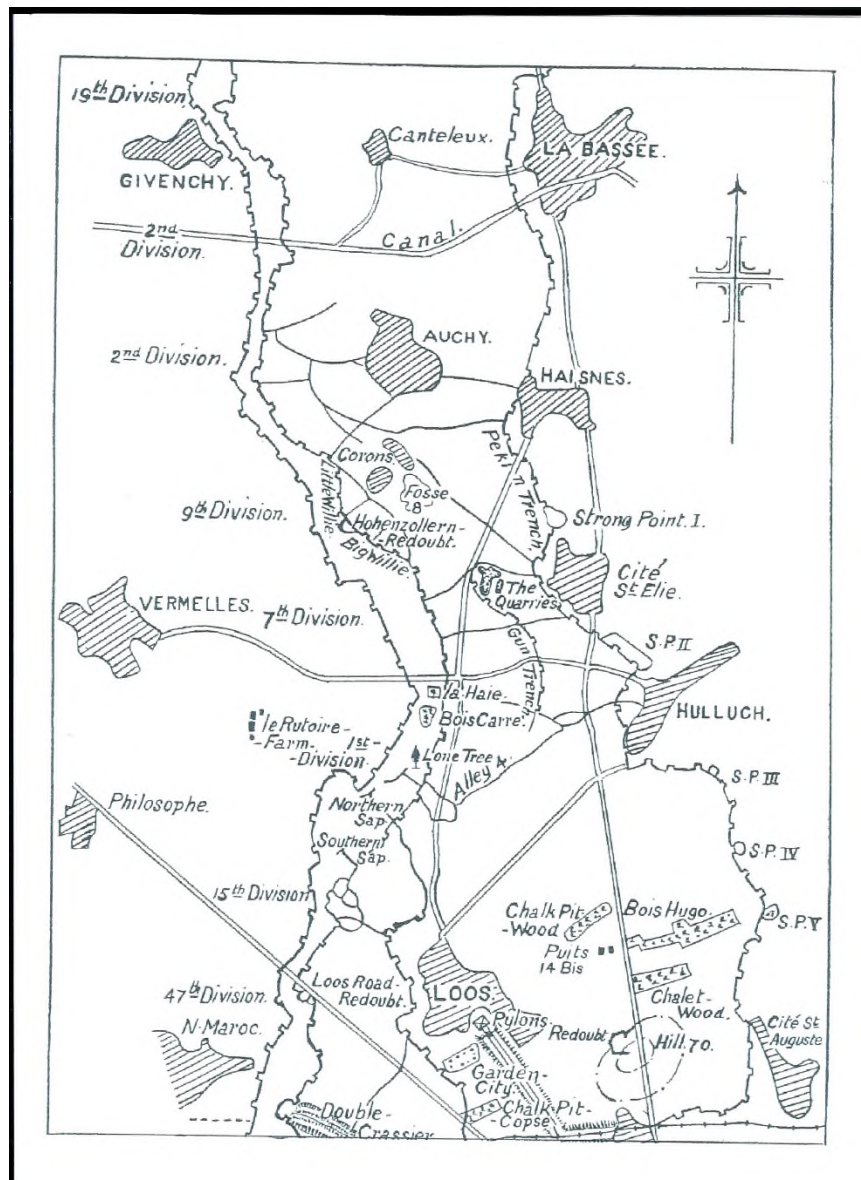 19th Division.
GIVENCHY.
Canteleux.
LA BASSÉE.
2nd
Division.
Canal.
2nd Division.
AUCHY.
HAISNES.
Pekin Trench.
Corons.
Fosse
8
Little Willie.
9th Division.
Hohenzollern-
-Redoubt.
Big Willie.
Strong Point. I.
Cité
St Elie.
The
Quarries
VERMELLES.
7th Division.
Gun Trench.
S.P. II
la Haie.
Bois Carré.
HULLUCH.
le Rutoire-
-Farm-
1st-
-Division.
Lone Tree
Alley
S.P. III
Philosophe.
Northern
Sap.
Southern
Sap.
S.P. IV
15th Division
Chalk Pit
-Wood.
Bois Hugo.
S.P. V
Puits
14 Bis
47th Division.
Loos Road-
Redoubt.
LOOS.
Chalet-
Wood.
N. Maroc.
Pylons
Redoubt
Hill. 70.
Cité St
Auguste
Garden-
City-
Double-
Crassier
Chalk-Pit-
-Copse